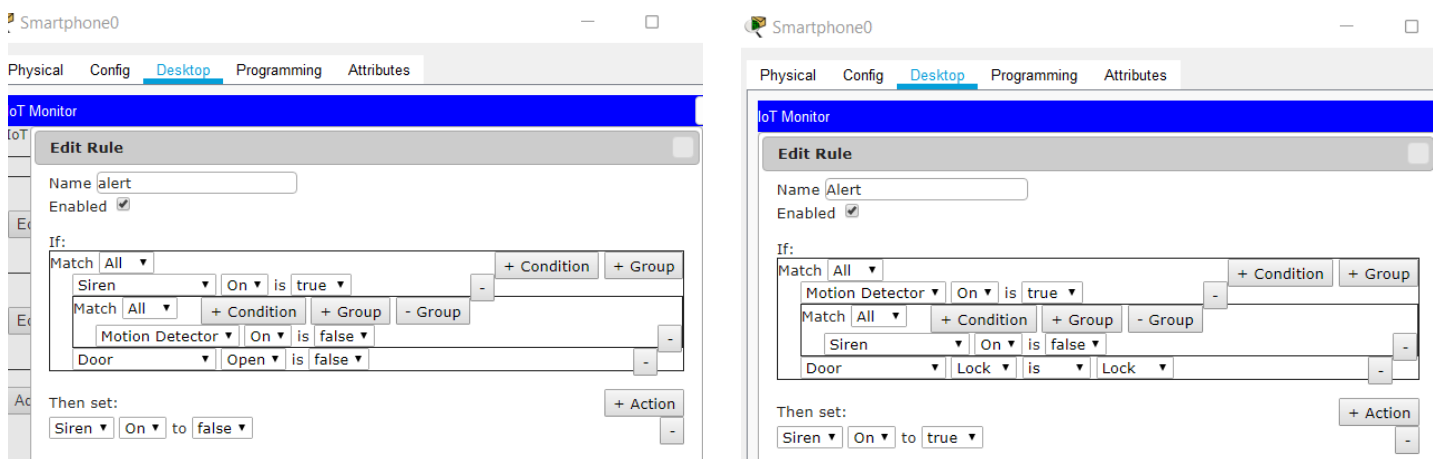 Smartphone0
Physical Config Desktop Programming Attributes
IoT Monitor
IoT
Edit Rule
Name alert
Enabled
If:
Match All + Condition + Group
Siren On is true -
Match All + Condition + Group - Group
Motion Detector On is false -
Door Open is false -
Then set: + Action
Siren On to false -
Smartphone0
Physical Config Desktop Programming Attributes
IoT Monitor
Edit Rule
Name Alert
Enabled
If:
Match All + Condition + Group
Motion Detector On is true -
Match All + Condition + Group - Group
Siren On is false -
Door Lock is Lock -
Then set: + Action
Siren On to true -